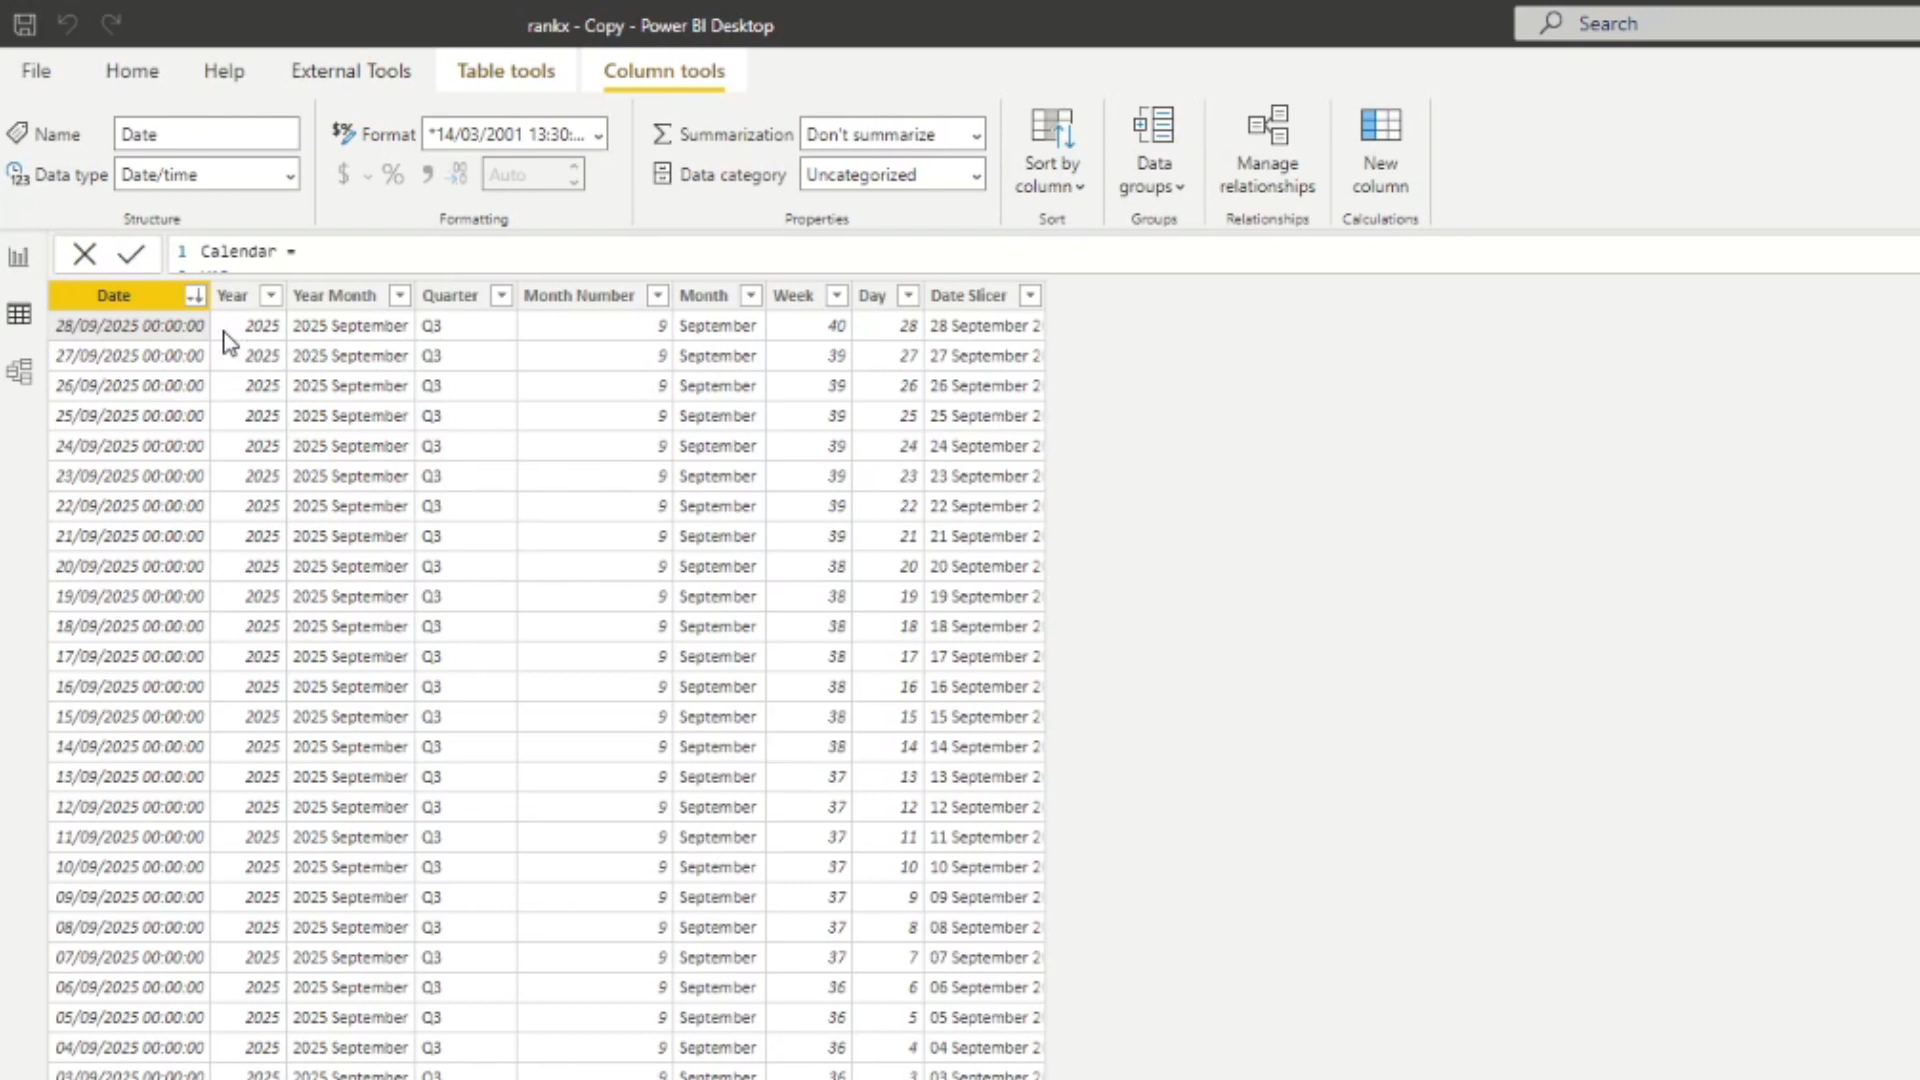 rankx - Copy - Power BI Desktop
Search
File Home Help External Tools Table tools Column tools
Name Date
Format *14/03/2001 13:30:...
Summarization Don't summarize
Data type Date/time
$ % Auto
Data category Uncategorized
Sort by column
Data groups
Manage relationships
New column
Structure Formatting Properties Sort Groups Relationships Calculations
1 Calendar =
Date Year Year Month Quarter Month Number Month Week Day Date Slicer
28/09/2025 00:00:00 2025 2025 September Q3 9 September 40 28 28 September 2
27/09/2025 00:00:00 2025 2025 September Q3 9 September 39 27 27 September 2
26/09/2025 00:00:00 2025 2025 September Q3 9 September 39 26 26 September 2
25/09/2025 00:00:00 2025 2025 September Q3 9 September 39 25 25 September 2
24/09/2025 00:00:00 2025 2025 September Q3 9 September 39 24 24 September 2
23/09/2025 00:00:00 2025 2025 September Q3 9 September 39 23 23 September 2
22/09/2025 00:00:00 2025 2025 September Q3 9 September 39 22 22 September 2
21/09/2025 00:00:00 2025 2025 September Q3 9 September 39 21 21 September 2
20/09/2025 00:00:00 2025 2025 September Q3 9 September 38 20 20 September 2
19/09/2025 00:00:00 2025 2025 September Q3 9 September 38 19 19 September 2
18/09/2025 00:00:00 2025 2025 September Q3 9 September 38 18 18 September 2
17/09/2025 00:00:00 2025 2025 September Q3 9 September 38 17 17 September 2
16/09/2025 00:00:00 2025 2025 September Q3 9 September 38 16 16 September 2
15/09/2025 00:00:00 2025 2025 September Q3 9 September 38 15 15 September 2
14/09/2025 00:00:00 2025 2025 September Q3 9 September 38 14 14 September 2
13/09/2025 00:00:00 2025 2025 September Q3 9 September 37 13 13 September 2
12/09/2025 00:00:00 2025 2025 September Q3 9 September 37 12 12 September 2
11/09/2025 00:00:00 2025 2025 September Q3 9 September 37 11 11 September 2
10/09/2025 00:00:00 2025 2025 September Q3 9 September 37 10 10 September 2
09/09/2025 00:00:00 2025 2025 September Q3 9 September 37 9 09 September 2
08/09/2025 00:00:00 2025 2025 September Q3 9 September 37 8 08 September 2
07/09/2025 00:00:00 2025 2025 September Q3 9 September 37 7 07 September 2
06/09/2025 00:00:00 2025 2025 September Q3 9 September 36 6 06 September 2
05/09/2025 00:00:00 2025 2025 September Q3 9 September 36 5 05 September 2
04/09/2025 00:00:00 2025 2025 September Q3 9 September 36 4 04 September 2
03/09/2025 00:00:00 2025 2025 September Q3 9 September 36 3 03 September 2